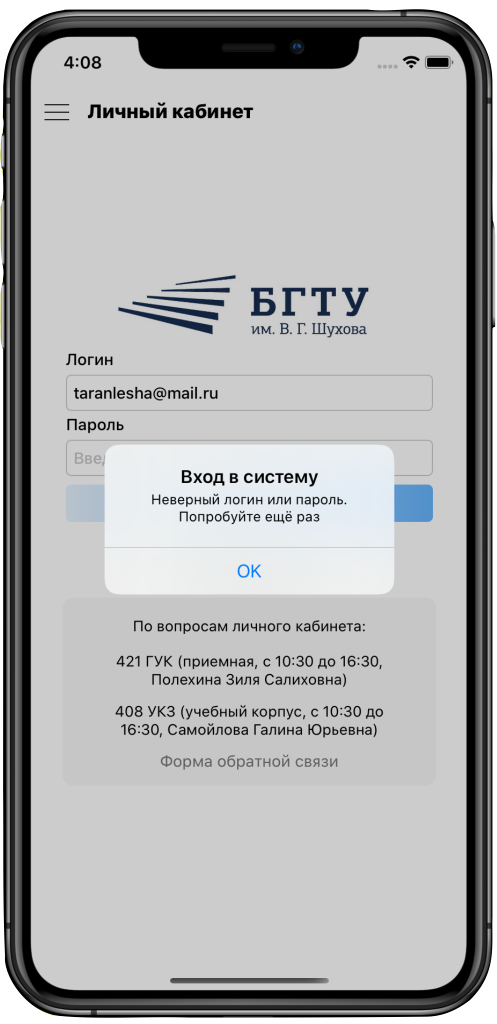 4:08
Личный кабинет
БГТУ
им. В. Г. Шухова
Логин
taranlesha@mail.ru
Пароль
Вход в систему
Неверный логин или пароль.
Попробуйте ещё раз
OK
По вопросам личного кабинета:
421 ГУК (приемная, с 10:30 до 16:30,
Полехина Зиля Салиховна)
408 УК3 (учебный корпус, с 10:30 до
16:30, Самойлова Галина Юрьевна)
Форма обратной связи